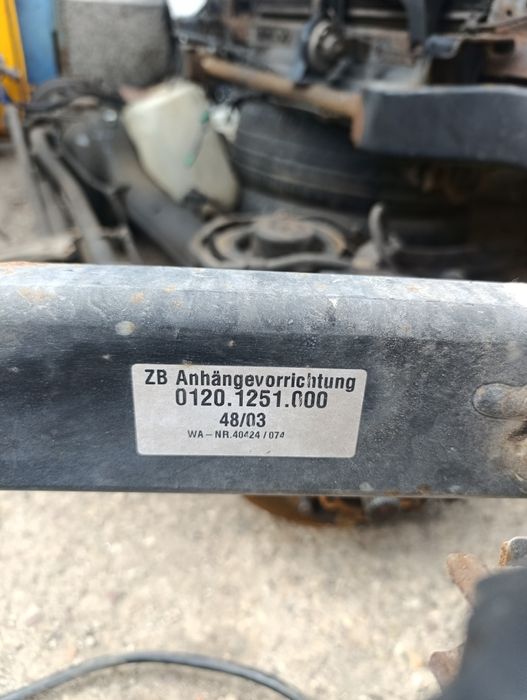 ZB Anhängevorrichtung
0120.1251.000
48/03
WA-NR.40424/074